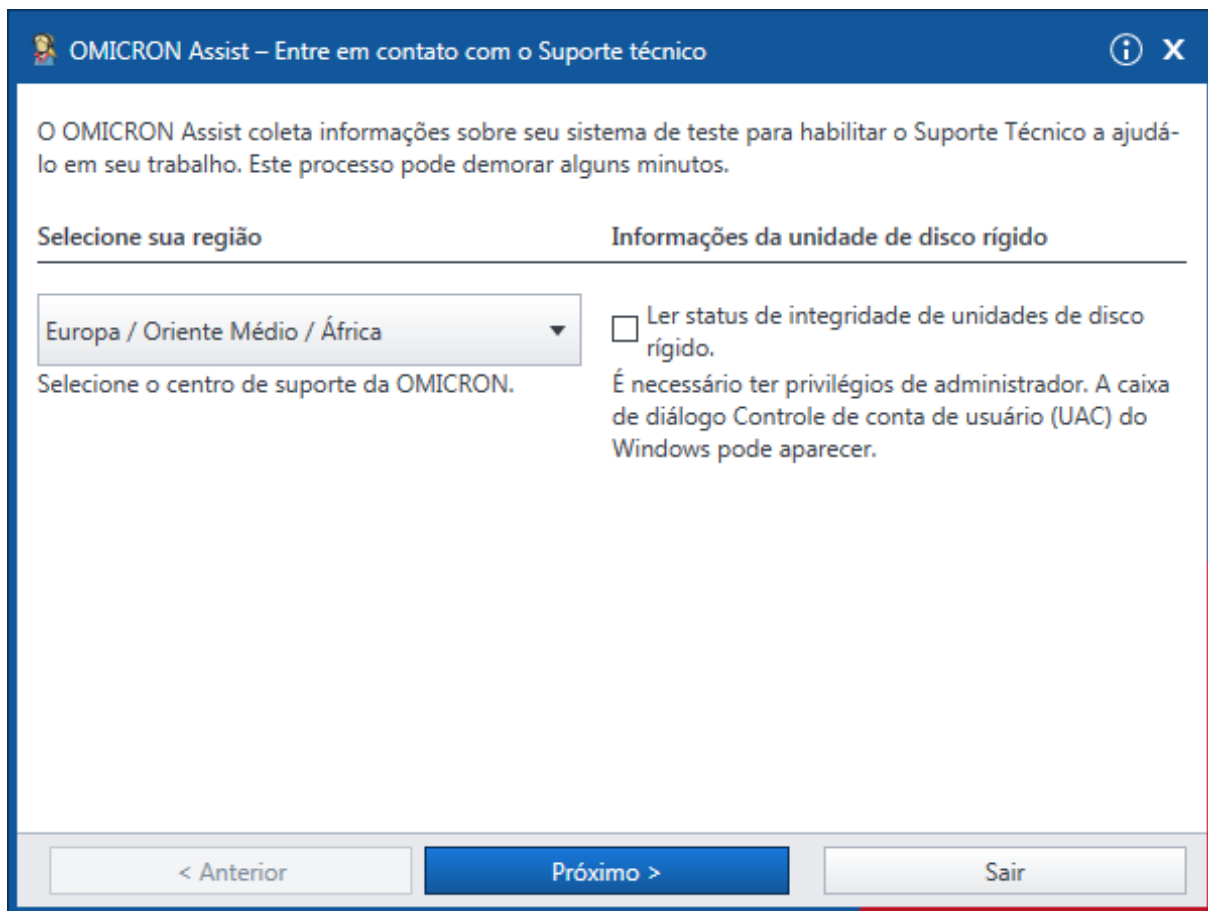 OMICRON Assist – Entre em contato com o Suporte técnico
X
O OMICRON Assist coleta informações sobre seu sistema de teste para habilitar o Suporte Técnico a ajudá-
lo em seu trabalho. Este processo pode demorar alguns minutos.
Selecione sua região
Europa / Oriente Médio / África
Selecione o centro de suporte da OMICRON.
Informações da unidade de disco rígido
Ler status de integridade de unidades de disco
rígido.
É necessário ter privilégios de administrador. A caixa
de diálogo Controle de conta de usuário (UAC) do
Windows pode aparecer.
< Anterior
Próximo >
Sair